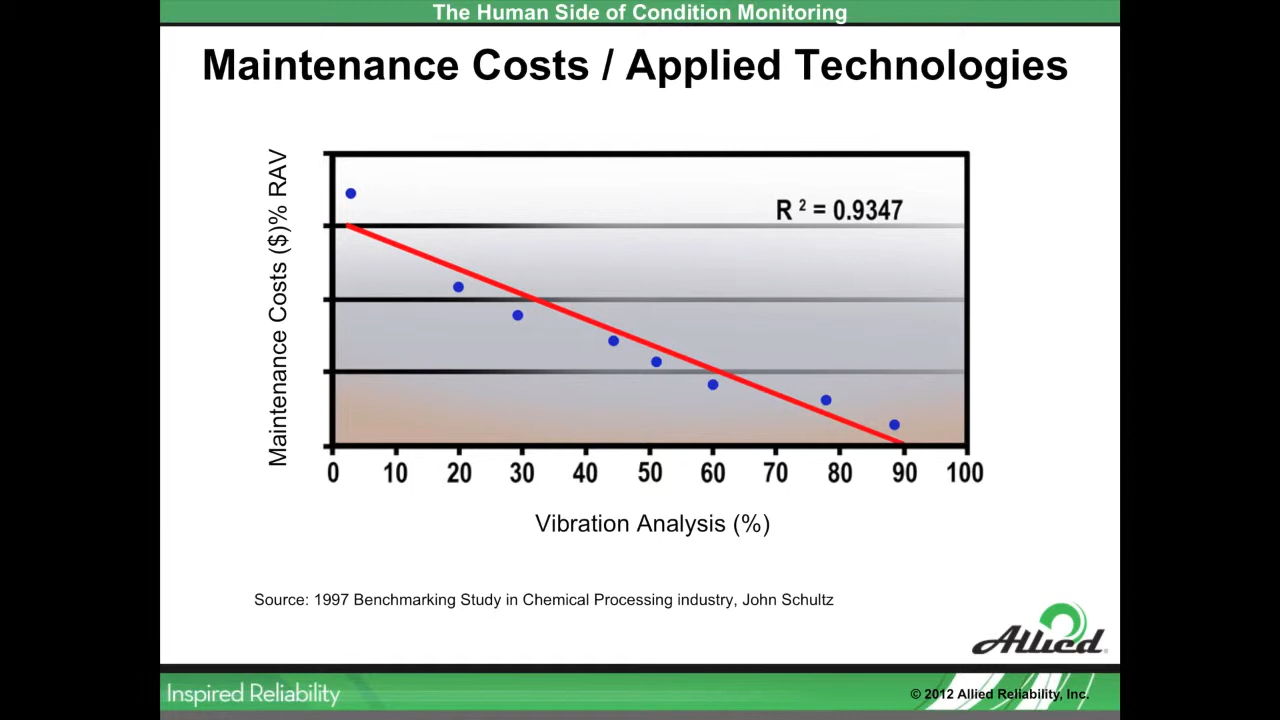 The Human Side of Condition Monitoring
Maintenance Costs / Applied Technologies
Maintenance Costs ($)% RAV
R ² = 0.9347
0 10 20 30 40 50 60 70 80 90 100
Vibration Analysis (%)
Source: 1997 Benchmarking Study in Chemical Processing industry, John Schultz
Allied®
Inspired Reliability
© 2012 Allied Reliability, Inc.